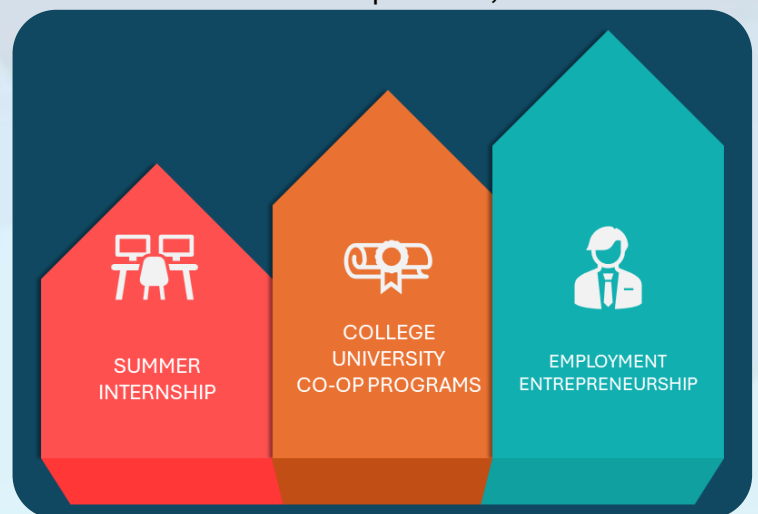 SUMMER
INTERNSHIP
COLLEGE
UNIVERSITY
CO-OP PROGRAMS
EMPLOYMENT
ENTREPRENEURSHIP